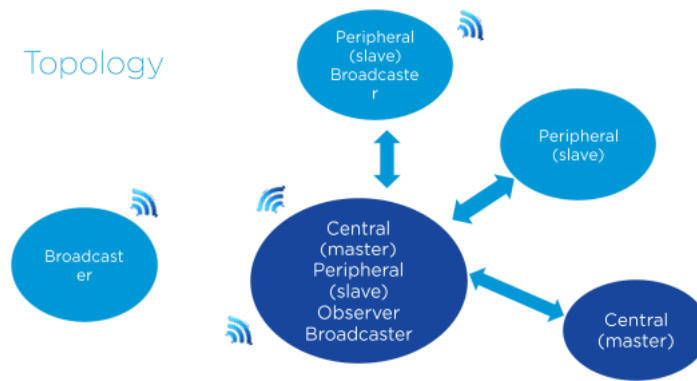 Topology
Peripheral
(slave)
Broadcaste
r
Peripheral
(slave)
Broadcast
er
Central
(master)
Peripheral
(slave)
Observer
Broadcaster
Central
(master)